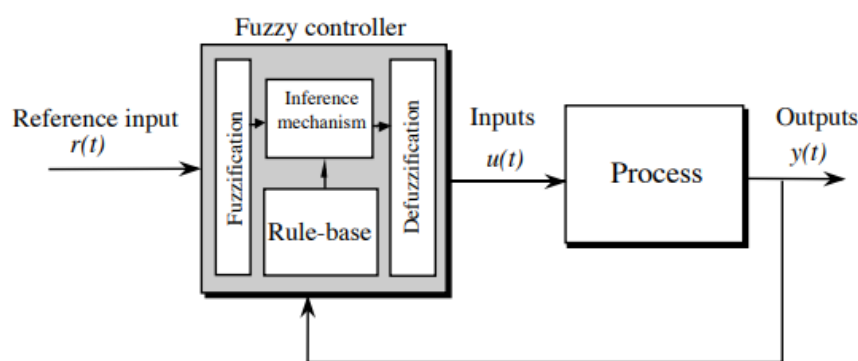 Fuzzy controller
Reference input
r(t)
Fuzzification
Inference
mechanism
Rule-base
Defuzzification
Inputs
u(t)
Process
Outputs
y(t)